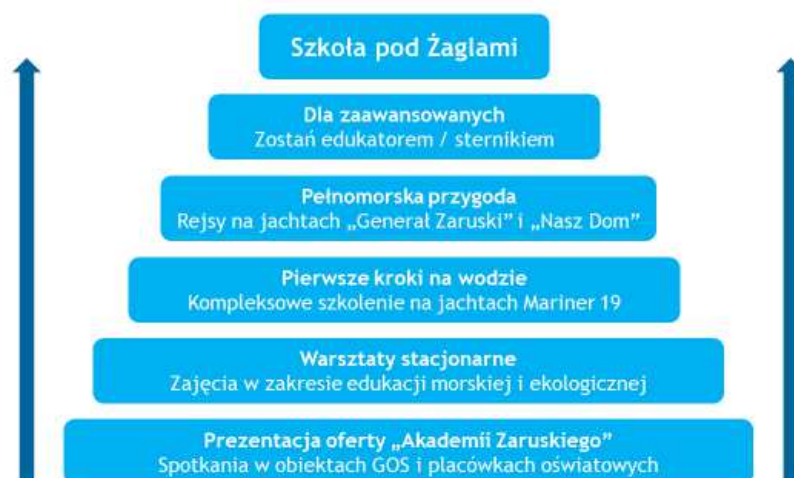 Szkoła pod Żaglami
Dla zaawansowanych
Zostań edukatorem / sternikiem
Pełnomorska przygoda
Rejsy na jachtach „Generał Zaruski” i „Nasz Dom”
Pierwsze kroki na wodzie
Kompleksowe szkolenie na jachtach Mariner 19
Warsztaty stacjonarne
Zajęcia w zakresie edukacji morskiej i ekologicznej
Prezentacja oferty „Akademii Zaruskiego”
Spotkania w obiektach GOS i placówkach oświatowych